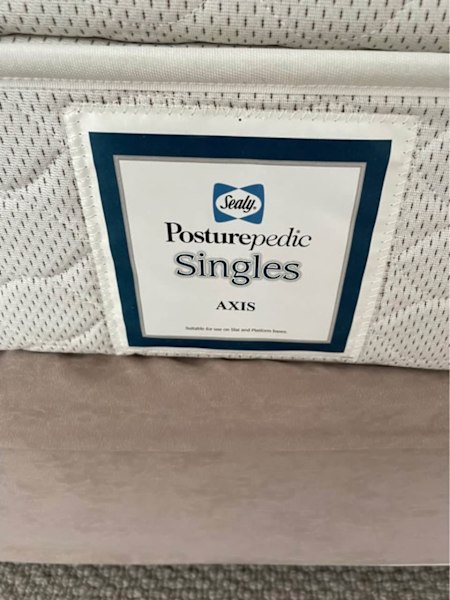 Sealy
Posturepedic
Singles
AXIS
Suitable for use on Slat and Platform bases.